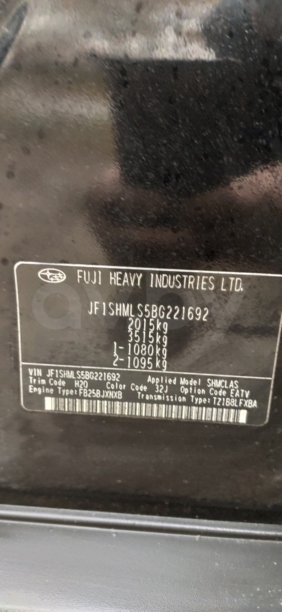 FUJI HEAVY INDUSTRIES LTD.
JF1SHMLS5BG221692
2015kg
3515kg
1-1080kg
2-1095kg
VIN JF1SHMLS5BG221692 Applied Model SHMCLAS
Trim Code H20 Color Code 32J Option Code EATV
Engine Type: FB25BJXNXB Transmission Type: TZ1B8LFXBA